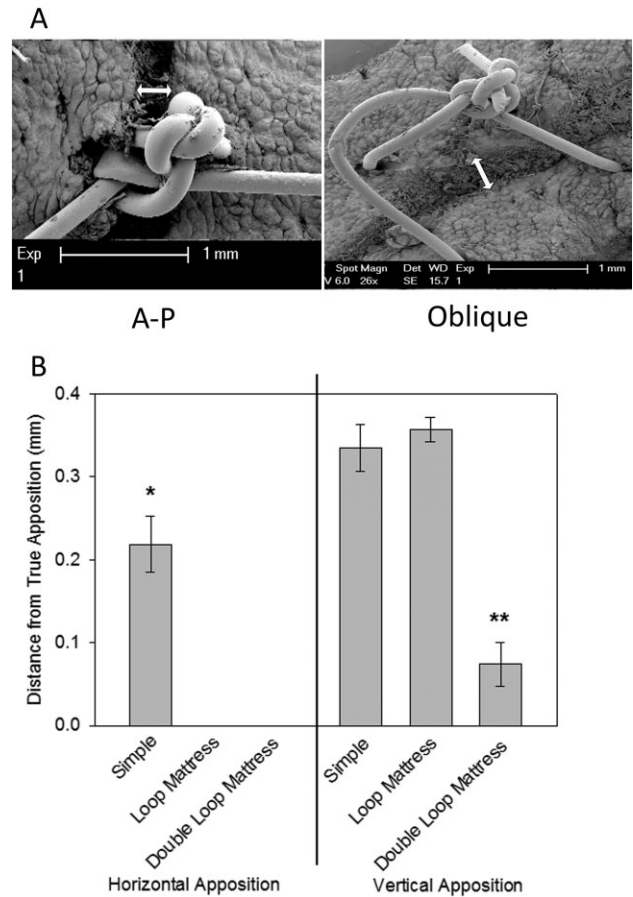 A
Exp
1
1 mm
Spot Magn Det WD Exp
V 6.0 26x SE 15.7 1
1 mm
A-P
Oblique
B
Distance from True Apposition (mm)
0.4
0.3
0.2
0.1
0.0
*
**
Simple
Loop Mattress
Double Loop Mattress
Simple
Loop Mattress
Double Loop Mattress
Horizontal Apposition
Vertical Apposition